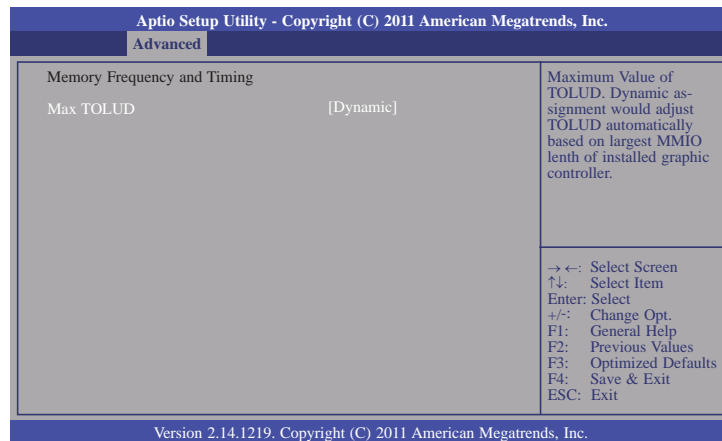 Aptio Setup Utility - Copyright (C) 2011 American Megatrends, Inc.
Advanced
Memory Frequency and Timing
Max TOLUD [Dynamic]
Maximum Value of
TOLUD. Dynamic as-
signment would adjust
TOLUD automatically
based on largest MMIO
lenth of installed graphic
controller.
→←: Select Screen
↑↓: Select Item
Enter: Select
+/-: Change Opt.
F1: General Help
F2: Previous Values
F3: Optimized Defaults
F4: Save & Exit
ESC: Exit
Version 2.14.1219. Copyright (C) 2011 American Megatrends, Inc.